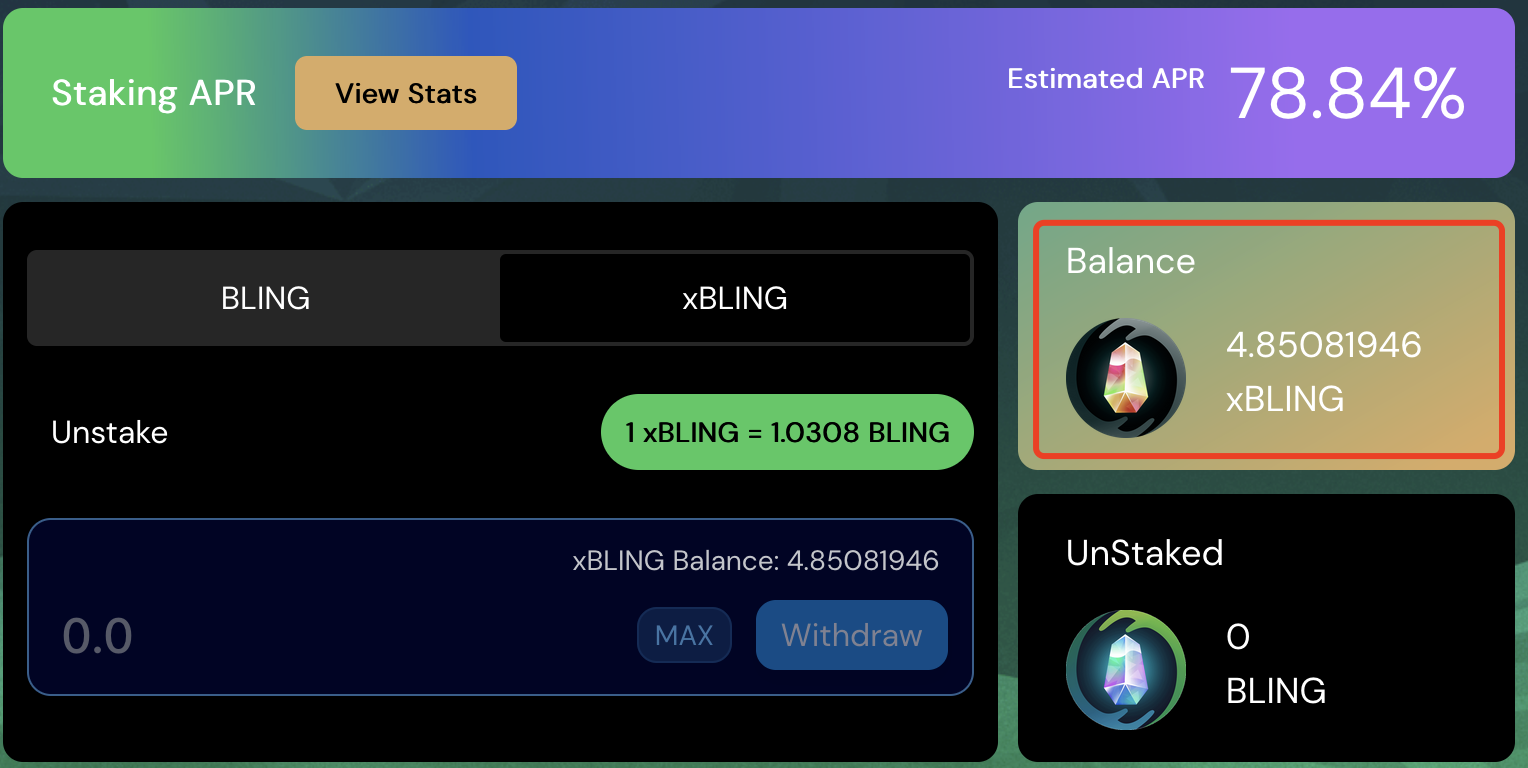 Staking APR
View Stats
Estimated APR
78.84%
BLING
xBLING
Unstake
1 xBLING = 1.0308 BLING
xBLING Balance: 4.85081946
0.0
MAX
Withdraw
Balance
4.85081946
xBLING
UnStaked
0
BLING